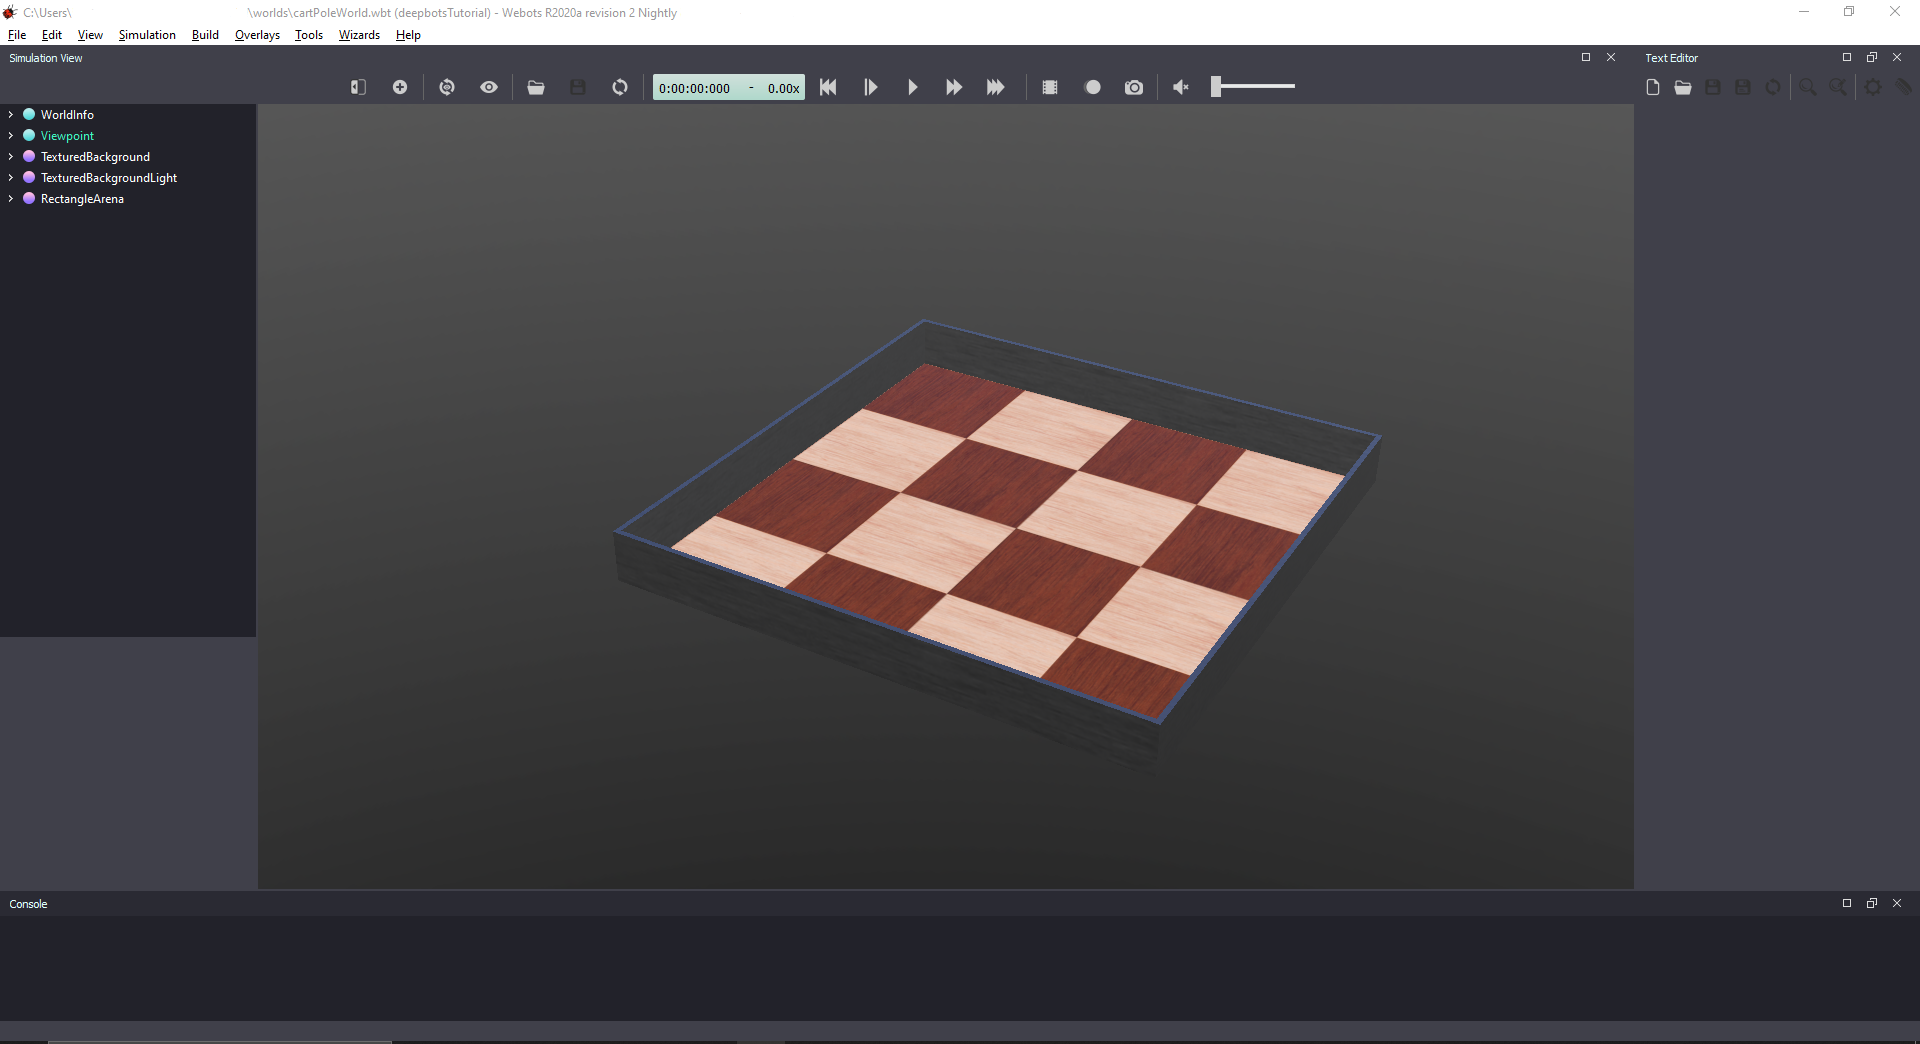 C:\Users\ \worlds\cartPoleWorld.wbt (deepbotsTutorial) - Webots R2020a revision 2 Nightly
File Edit View Simulation Build Overlays Tools Wizards Help
Simulation View
Text Editor
0:00:00:000 - 0.00x
WorldInfo
Viewpoint
TexturedBackground
TexturedBackgroundLight
RectangleArena
Console